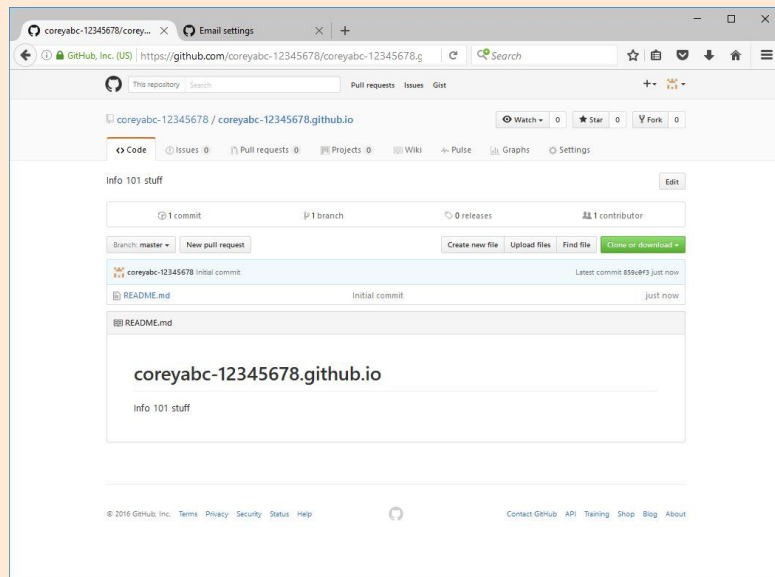 coreyabc-12345678/corey... × Email settings × +
GitHub, Inc. (US) https://github.com/coreyabc-12345678/coreyabc-12345678.g Search
This repository Search Pull requests Issues Gist
coreyabc-12345678 / coreyabc-12345678.github.io Watch 0 Star 0 Fork 0
Code Issues 0 Pull requests 0 Projects 0 Wiki Pulse Graphs Settings
Info 101 stuff Edit
1 commit 1 branch 0 releases 1 contributor
Branch: master New pull request Create new file Upload files Find file Clone or download
coreyabc-12345678 Initial commit Latest commit 859c0f3 just now
README.md Initial commit just now
README.md
coreyabc-12345678.github.io
Info 101 stuff
© 2016 GitHub, Inc. Terms Privacy Security Status Help Contact GitHub API Training Shop Blog About